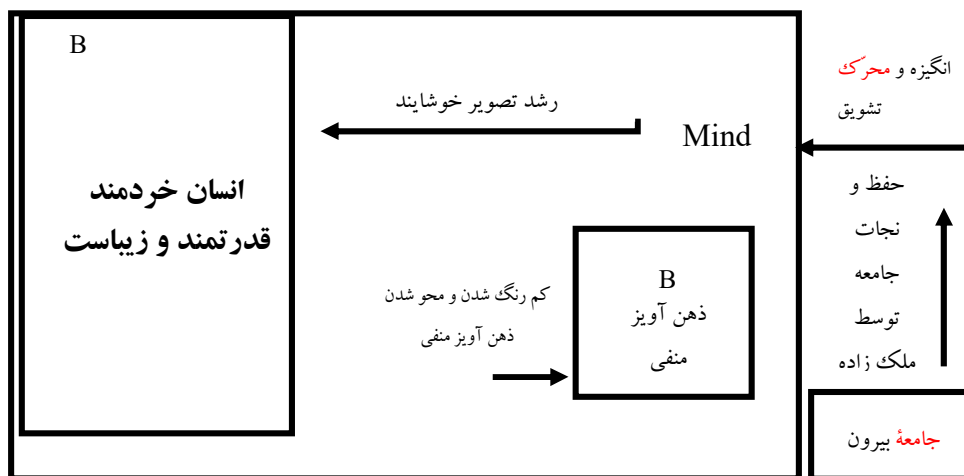 انگیزه و محرّک
تشویق
حفظ و
نجات
جامعه
توسط
ملک زاده
جامعۀ بیرون
Mind
رشد تصویر خوشایند
B
ذهن آویز
منفی
کم رنگ شدن و محو شدن
ذهن آویز منفی
B
انسان خردمند
قدرتمند و زیباست